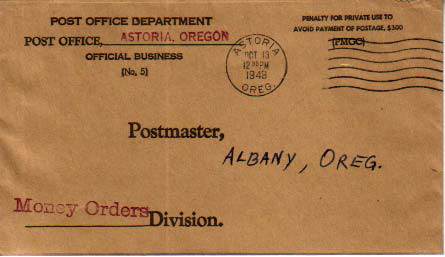 POST OFFICE DEPARTMENT
POST OFFICE, ASTORIA, OREGON
OFFICIAL BUSINESS
(No. 5)
ASTORIA
OCT 13
12 PM
1949
OREG.
PENALTY FOR PRIVATE USE TO
AVOID PAYMENT OF POSTAGE, $300
(PMGC)
Postmaster,
ALBANY, OREG.
Money Orders Division.